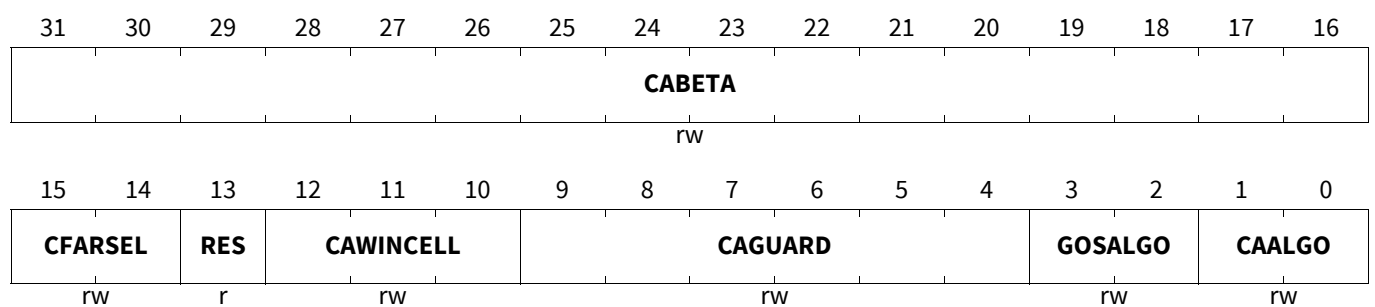 31 30 29 28 27 26 25 24 23 22 21 20 19 18 17 16
CABETA
rw
15 14 13 12 11 10 9 8 7 6 5 4 3 2 1 0
CFARSEL RES CAWINCELL CAGUARD GOSALGO CAALGO
rw r rw rw rw rw